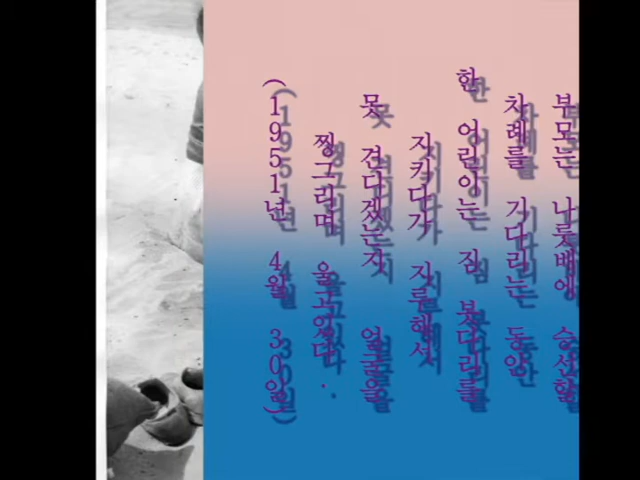 부모는 나룻배에 승선할
차례를 기다리는 동안
한 어린이는 짐 봇다리를
지키다가 지루해서
못 견디겠는지 얼굴을
찡그리며 울고있다.
(1951년 4월 30일)